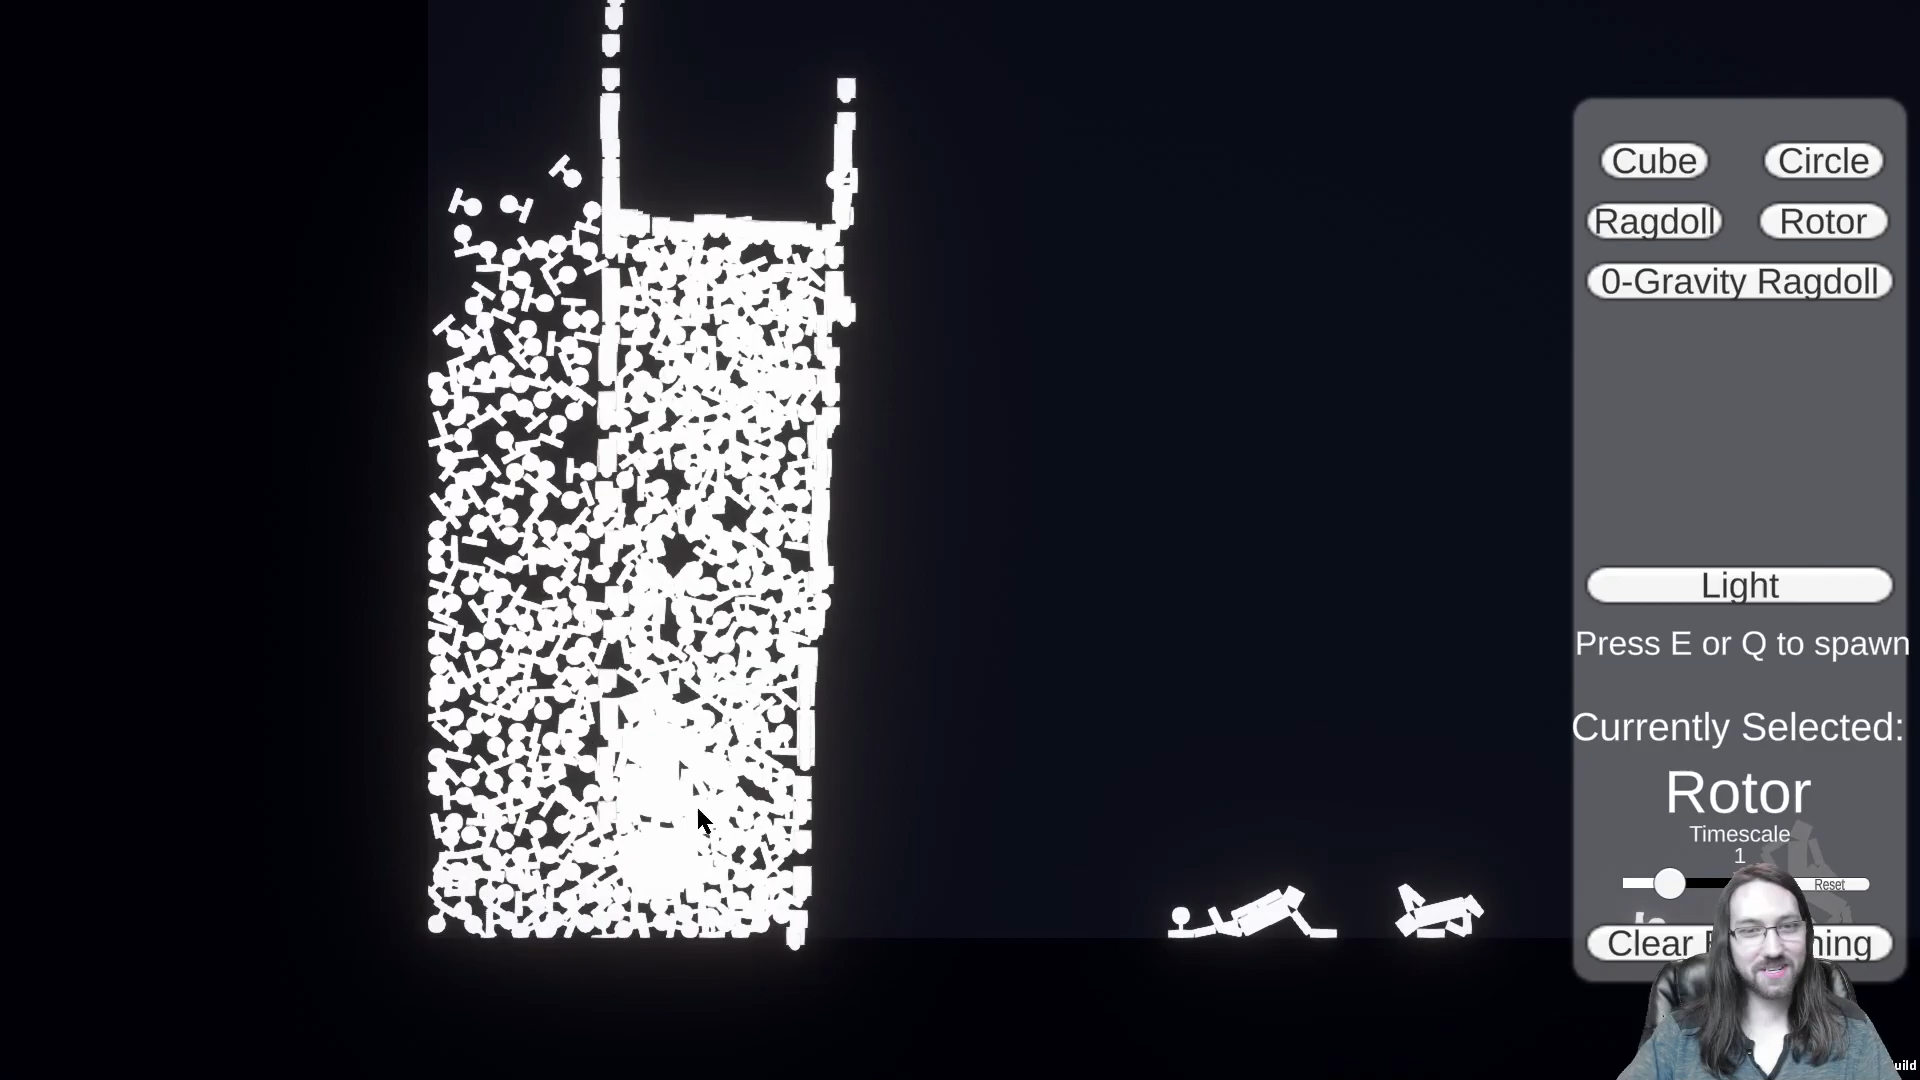 Cube
Circle
Ragdoll
Rotor
0-Gravity Ragdoll
Light
Press E or Q to spawn
Currently Selected:
Rotor
Timescale
1
Reset
Clear